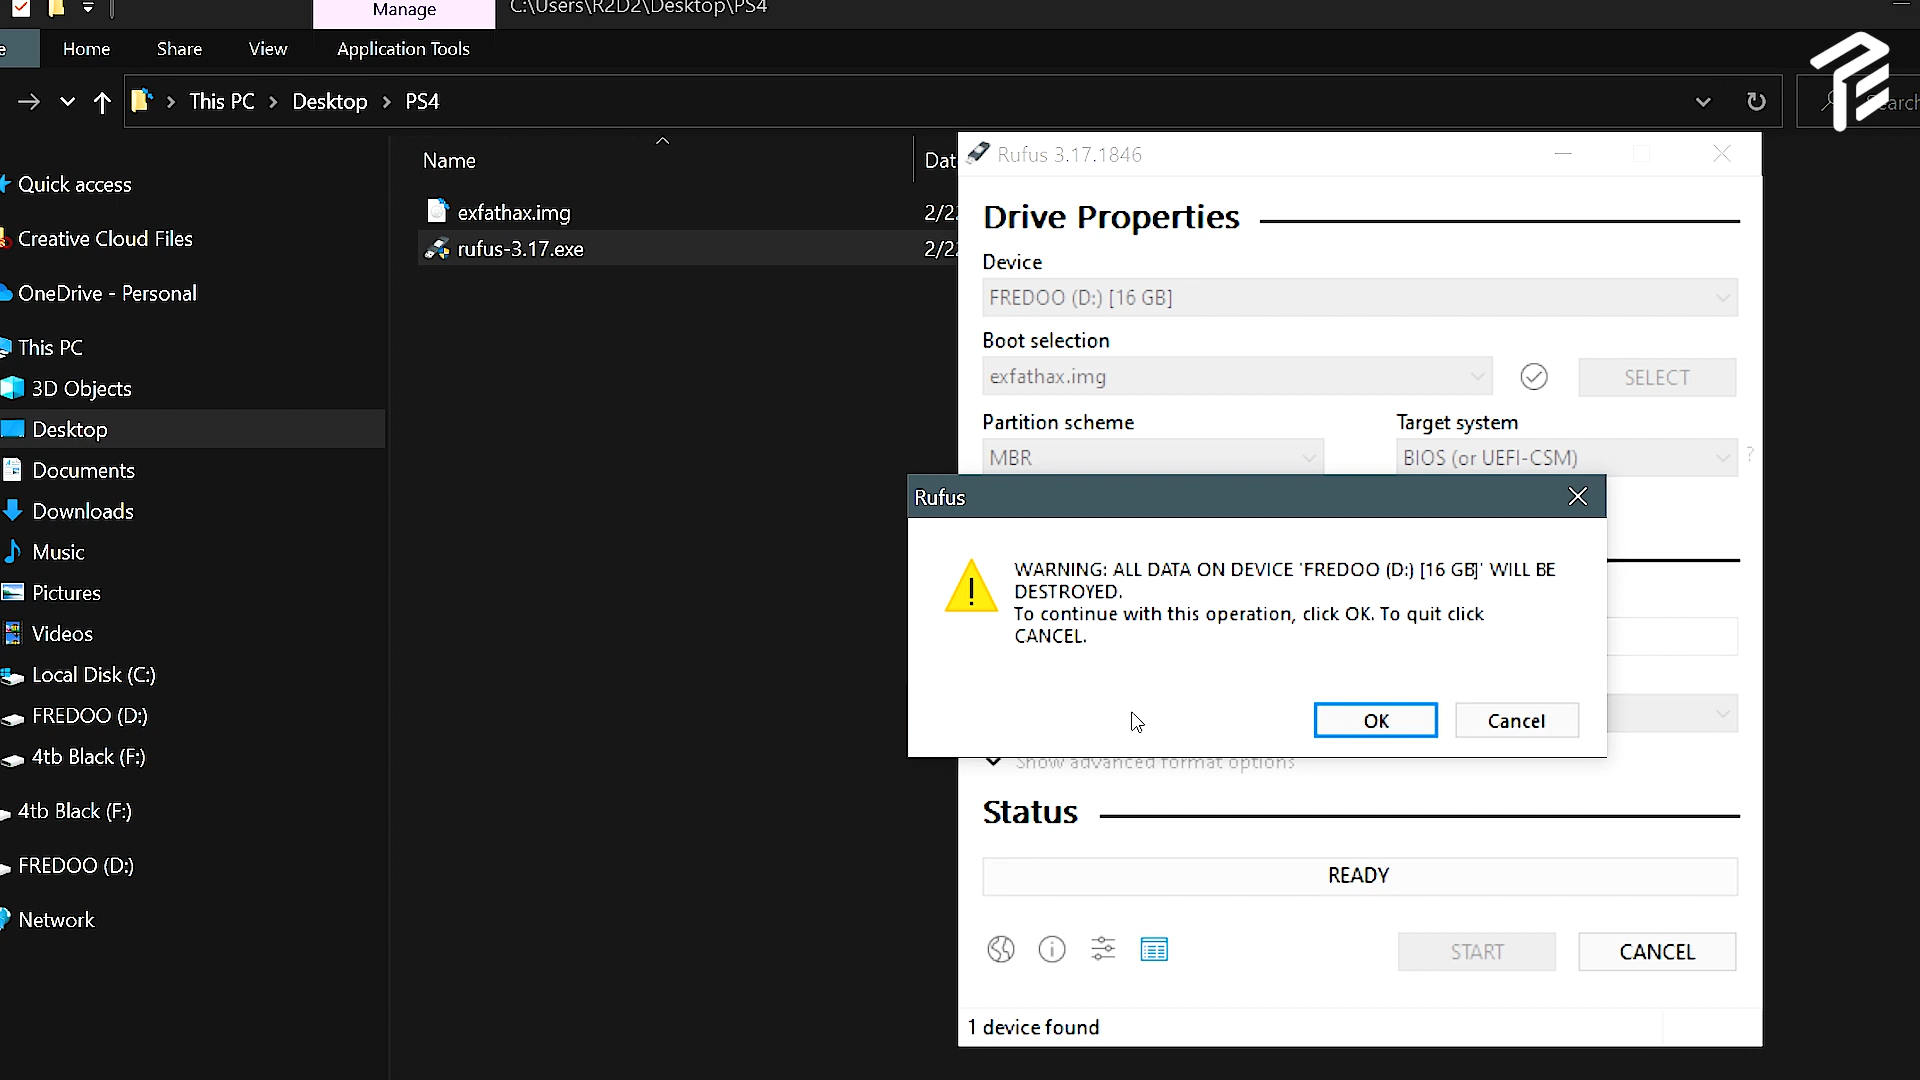 Manage
C:\Users\R2D2\Desktop\PS4
Home
Share
View
Application Tools
This PC
Desktop
PS4
Name
exfathax.img
2/22
rufus-3.17.exe
2/22
Quick access
Creative Cloud Files
OneDrive - Personal
This PC
3D Objects
Desktop
Documents
Downloads
Music
Pictures
Videos
Local Disk (C:)
FREDOO (D:)
4tb Black (F:)
4tb Black (F:)
FREDOO (D:)
Network
Rufus 3.17.1846
Drive Properties
Device
FREDOO (D:) [16 GB]
Boot selection
exfathax.img
SELECT
Partition scheme
Target system
MBR
BIOS (or UEFI-CSM)
?
Rufus
WARNING: ALL DATA ON DEVICE 'FREDOO (D:) [16 GB]' WILL BE
DESTROYED.
To continue with this operation, click OK. To quit click
CANCEL.
OK
Cancel
Show advanced format options
Status
READY
START
CANCEL
1 device found